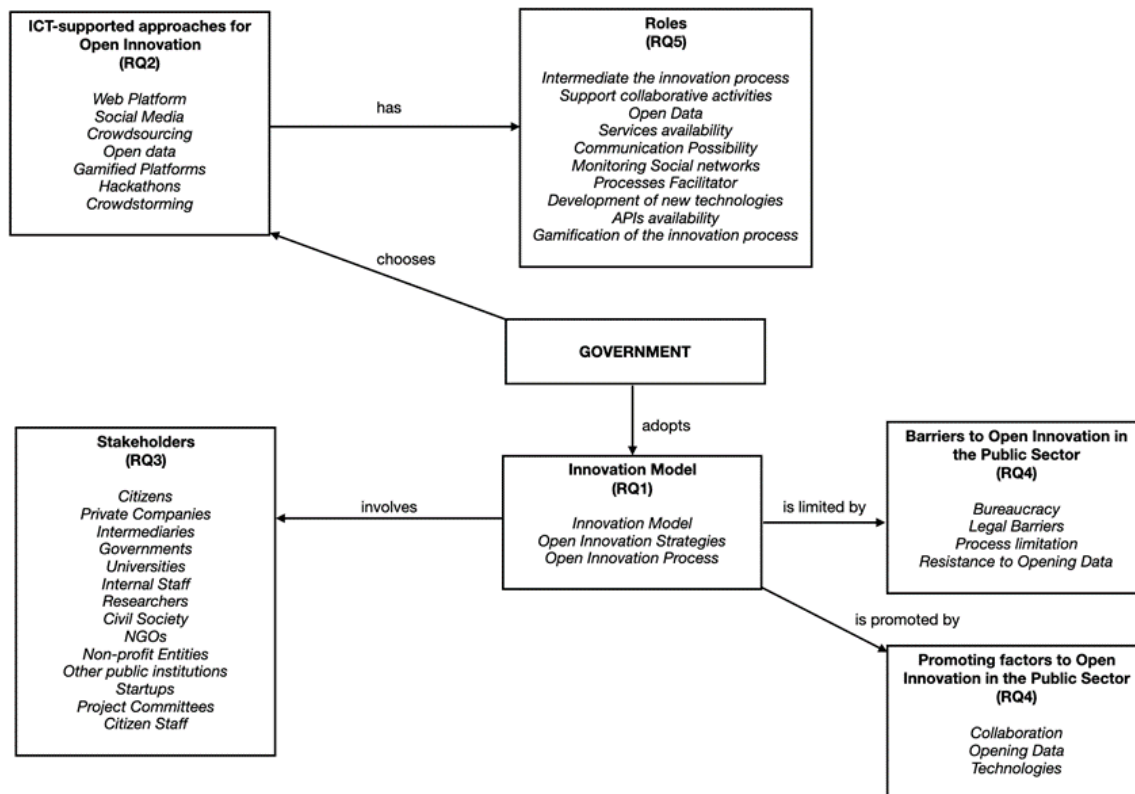 ICT-supported approaches for
Open Innovation
(RQ2)
Web Platform
Social Media
Crowdsourcing
Open data
Gamified Platforms
Hackathons
Crowdstorming
has
Roles
(RQ5)
Intermediate the innovation process
Support collaborative activities
Open Data
Services availability
Communication Possibility
Monitoring Social networks
Processes Facilitator
Development of new technologies
APIs availability
Gamification of the innovation process
chooses
GOVERNMENT
adopts
Stakeholders
(RQ3)
Citizens
Private Companies
Intermediaries
Governments
Universities
Internal Staff
Researchers
Civil Society
NGOs
Non-profit Entities
Other public institutions
Startups
Project Committees
Citizen Staff
involves
Innovation Model
(RQ1)
Innovation Model
Open Innovation Strategies
Open Innovation Process
is limited by
Barriers to Open Innovation in
the Public Sector
(RQ4)
Bureaucracy
Legal Barriers
Process limitation
Resistance to Opening Data
is promoted by
Promoting factors to Open
Innovation in the Public Sector
(RQ4)
Collaboration
Opening Data
Technologies